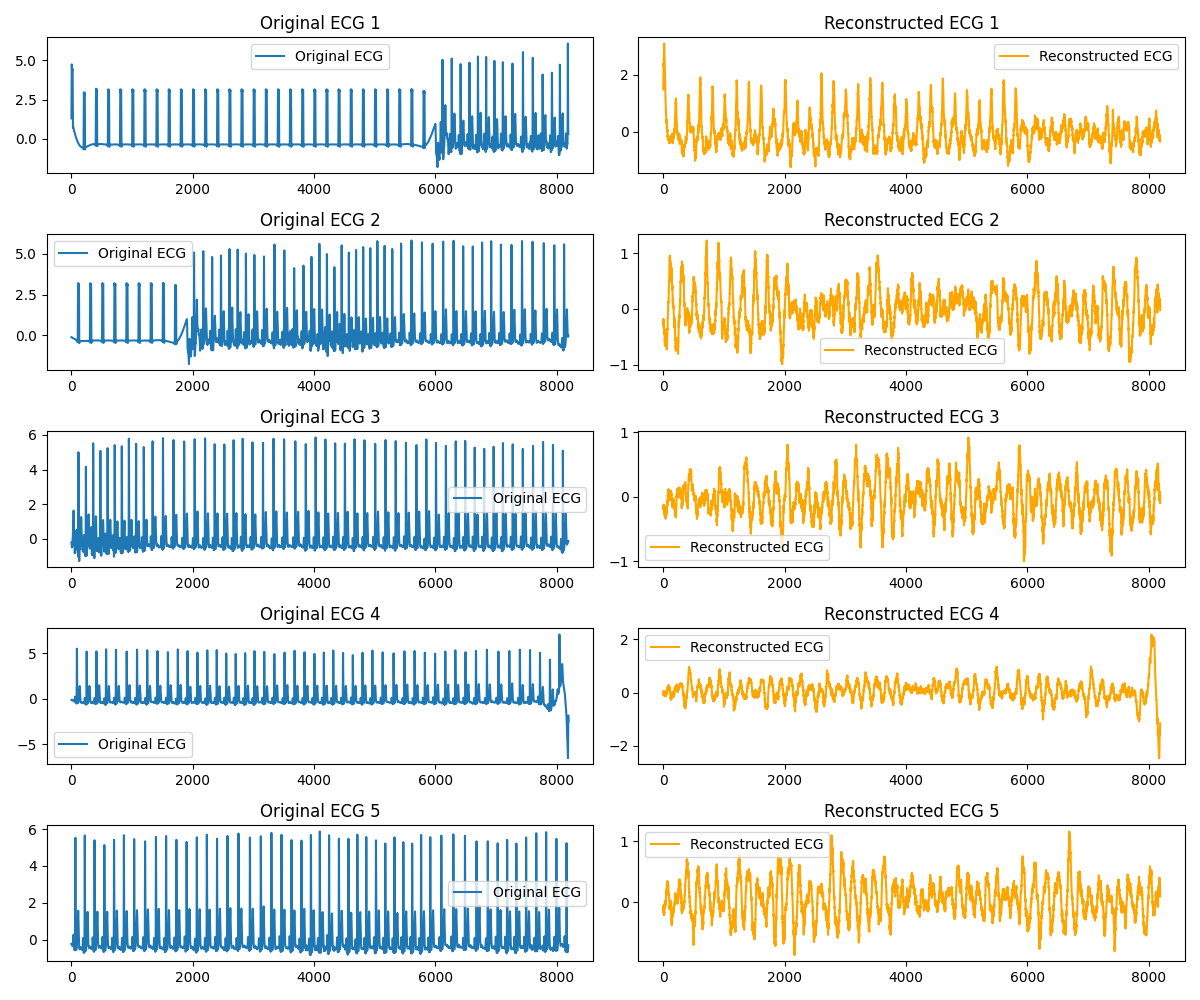 Original ECG 1
5.0
2.5
0.0
Original ECG
0 2000 4000 6000 8000
Reconstructed ECG 1
2
0
Reconstructed ECG
0 2000 4000 6000 8000
Original ECG 2
5.0
2.5
0.0
Original ECG
0 2000 4000 6000 8000
Reconstructed ECG 2
1
0
−1
Reconstructed ECG
0 2000 4000 6000 8000
Original ECG 3
6
4
2
0
Original ECG
0 2000 4000 6000 8000
Reconstructed ECG 3
1
0
−1
Reconstructed ECG
0 2000 4000 6000 8000
Original ECG 4
5
0
−5
Original ECG
0 2000 4000 6000 8000
Reconstructed ECG 4
2
0
−2
Reconstructed ECG
0 2000 4000 6000 8000
Original ECG 5
6
4
2
0
Original ECG
0 2000 4000 6000 8000
Reconstructed ECG 5
1
0
Reconstructed ECG
0 2000 4000 6000 8000